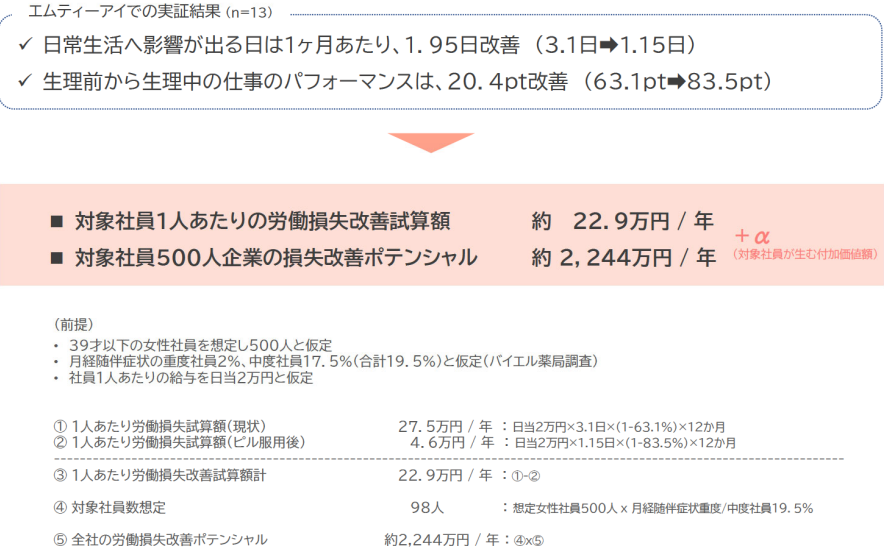 エムティーアイでの実証結果 (n=13)
✓ 日常生活へ影響が出る日は1ヶ月あたり、1.95日改善 (3.1日➡1.15日)
✓ 生理前から生理中の仕事のパフォーマンスは、20.4pt改善 (63.1pt➡83.5pt)
■ 対象社員1人あたりの労働損失改善試算額 約 22.9万円 / 年
■ 対象社員500人企業の損失改善ポテンシャル 約 2,244万円 / 年
+α
(対象社員が生む付加価値額)
(前提)
• 39才以下の女性社員を想定し500人と仮定
• 月経随伴症状の重度社員2%、中度社員17.5%(合計19.5%)と仮定(バイエル薬局調査)
• 社員1人あたりの給与を日当2万円と仮定
① 1人あたり労働損失試算額(現状) 27.5万円 / 年 : 日当2万円×3.1日×(1-63.1%)×12か月
② 1人あたり労働損失試算額(ピル服用後) 4.6万円 / 年 : 日当2万円×1.15日×(1-83.5%)×12か月
③ 1人あたり労働損失改善試算額計 22.9万円 / 年 : ①-②
④ 対象社員数想定 98人 : 想定女性社員500人 x 月経随伴症状重度/中度社員19.5%
⑤ 全社の労働損失改善ポテンシャル 約2,244万円 / 年 : ④x⑤